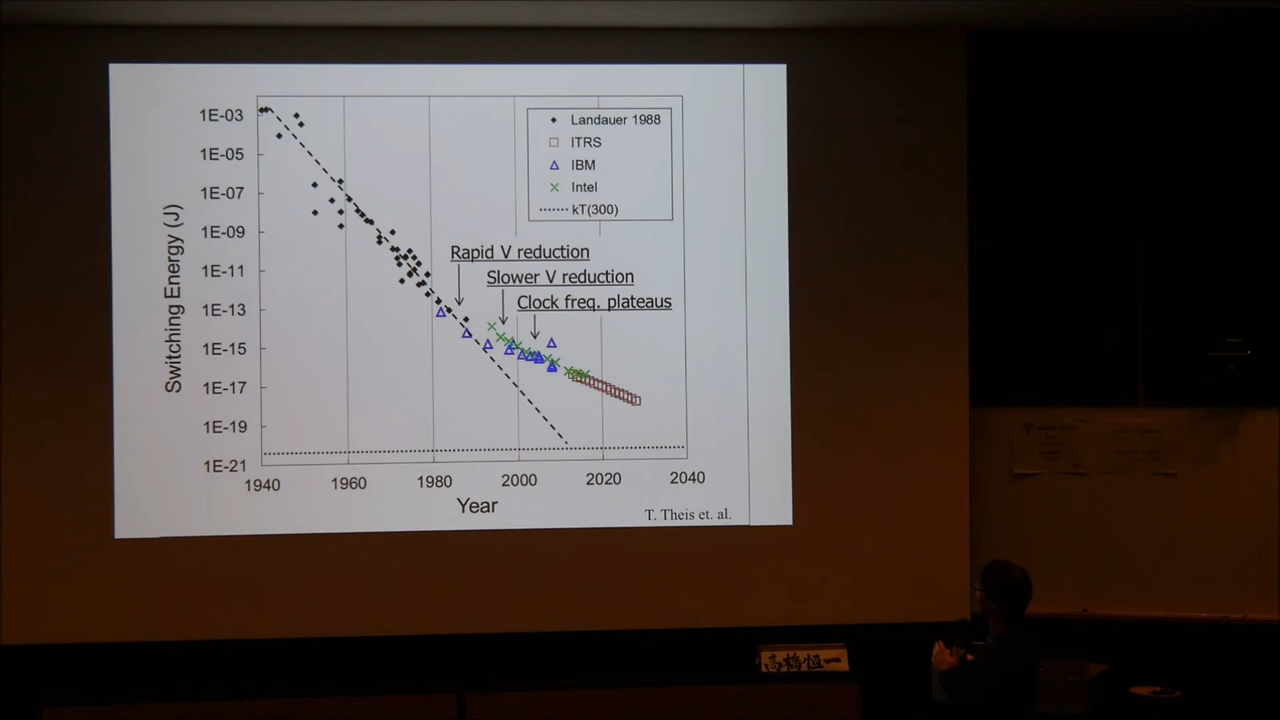 1E-03
1E-05
1E-07
1E-09
1E-11
1E-13
1E-15
1E-17
1E-19
1E-21
Switching Energy (J)
Landauer 1988
ITRS
IBM
Intel
kT(300)
Rapid V reduction
Slower V reduction
Clock freq. plateaus
1940 1960 1980 2000 2020 2040
Year
T. Theis et. al.
高橋恒一